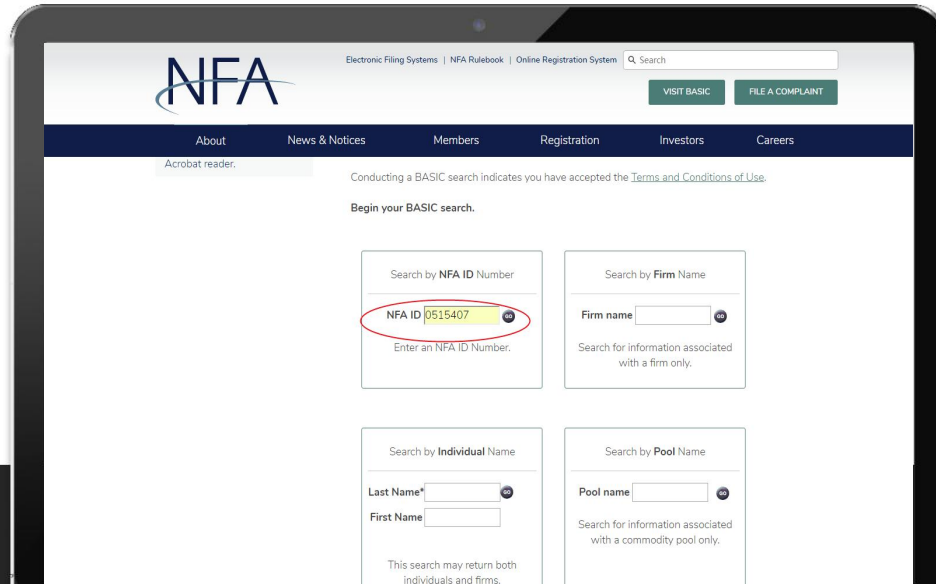 NFA
Electronic Filing Systems | NFA Rulebook | Online Registration System
Search
VISIT BASIC
FILE A COMPLAINT
About News & Notices Members Registration Investors Careers
Acrobat reader.
Conducting a BASIC search indicates you have accepted the Terms and Conditions of Use.
Begin your BASIC search.
Search by NFA ID Number
NFA ID 0515407 GO
Enter an NFA ID Number.
Search by Firm Name
Firm name GO
Search for information associated
with a firm only.
Search by Individual Name
Last Name* GO
First Name
This search may return both
individuals and firms.
Search by Pool Name
Pool name GO
Search for information associated
with a commodity pool only.